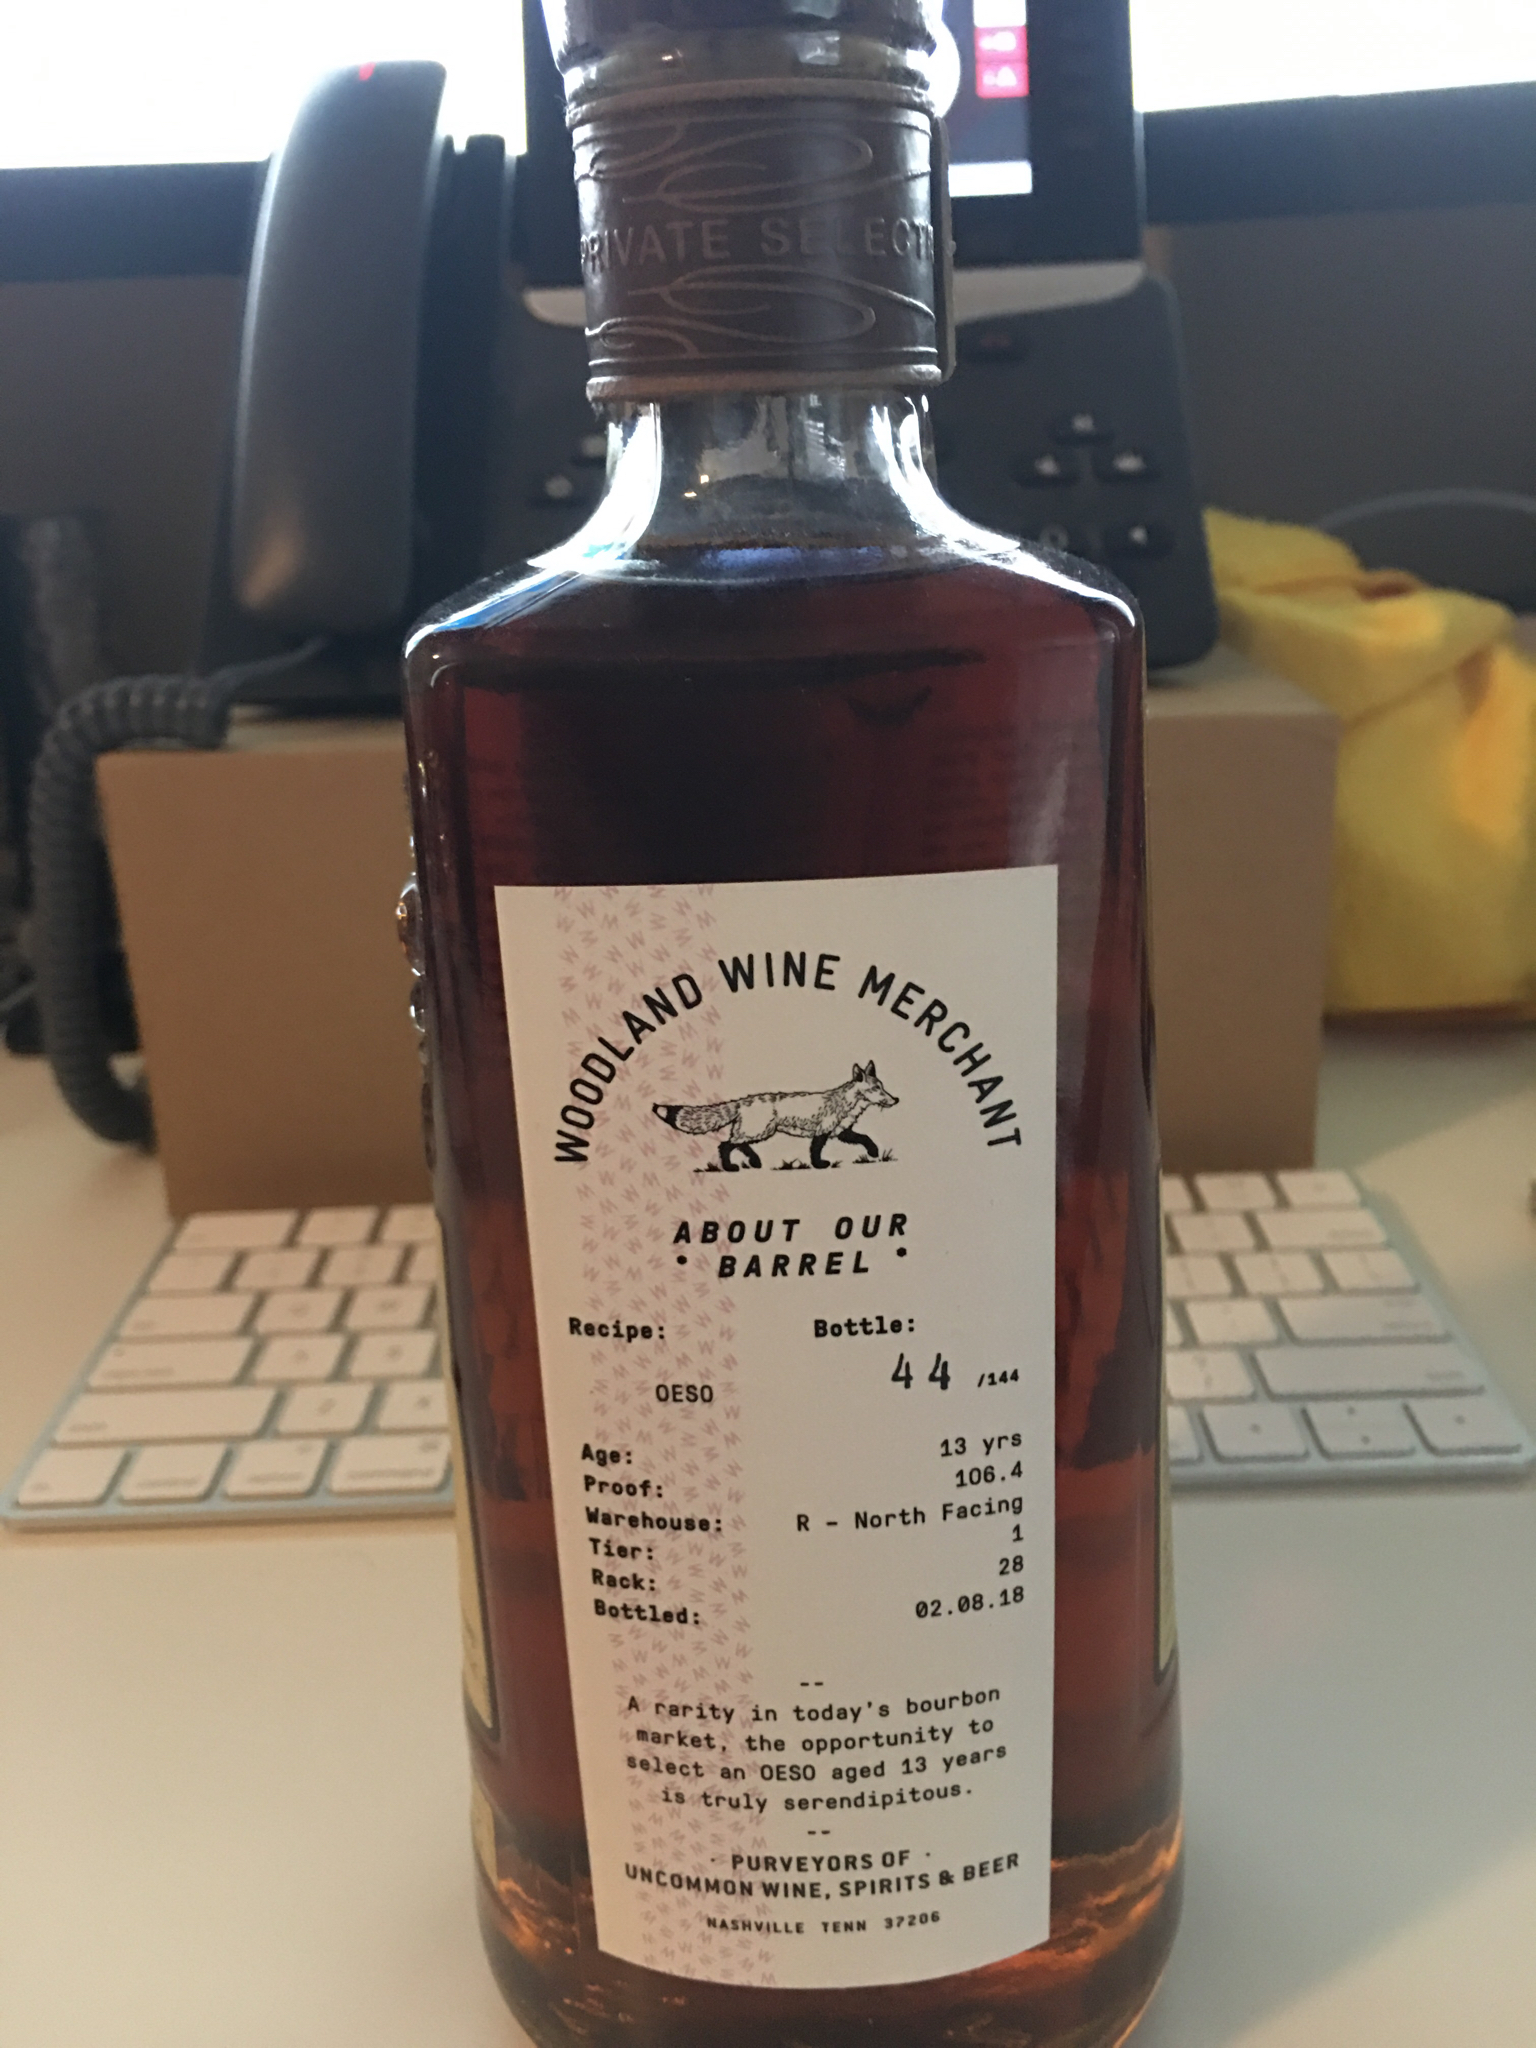 PRIVATE SELECT
WOODLAND WINE MERCHANT
ABOUT OUR
• BARREL •
Recipe: Bottle:
OESO 44 /144
Age: 13 yrs
Proof: 106.4
Warehouse: R – North Facing
Tier: 1
Rack: 28
Bottled: 02.08.18
--
A rarity in today's bourbon
market, the opportunity to
select an OESO aged 13 years
is truly serendipitous.
--
· PURVEYORS OF ·
UNCOMMON WINE, SPIRITS & BEER
NASHVILLE TENN 37206